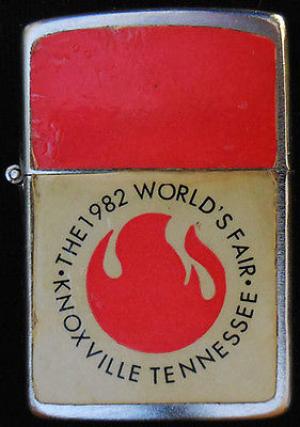 • THE 1982 WORLD'S FAIR •
KNOXVILLE TENNESSEE